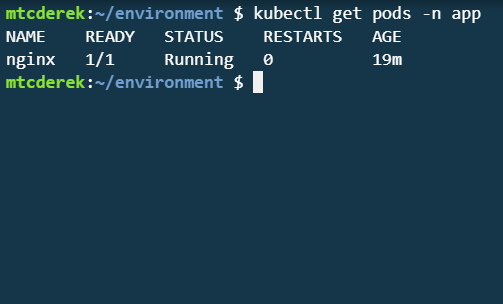 mtcderek:~/environment $ kubectl get pods -n app
NAME    READY   STATUS    RESTARTS   AGE
nginx   1/1     Running   0          19m
mtcderek:~/environment $